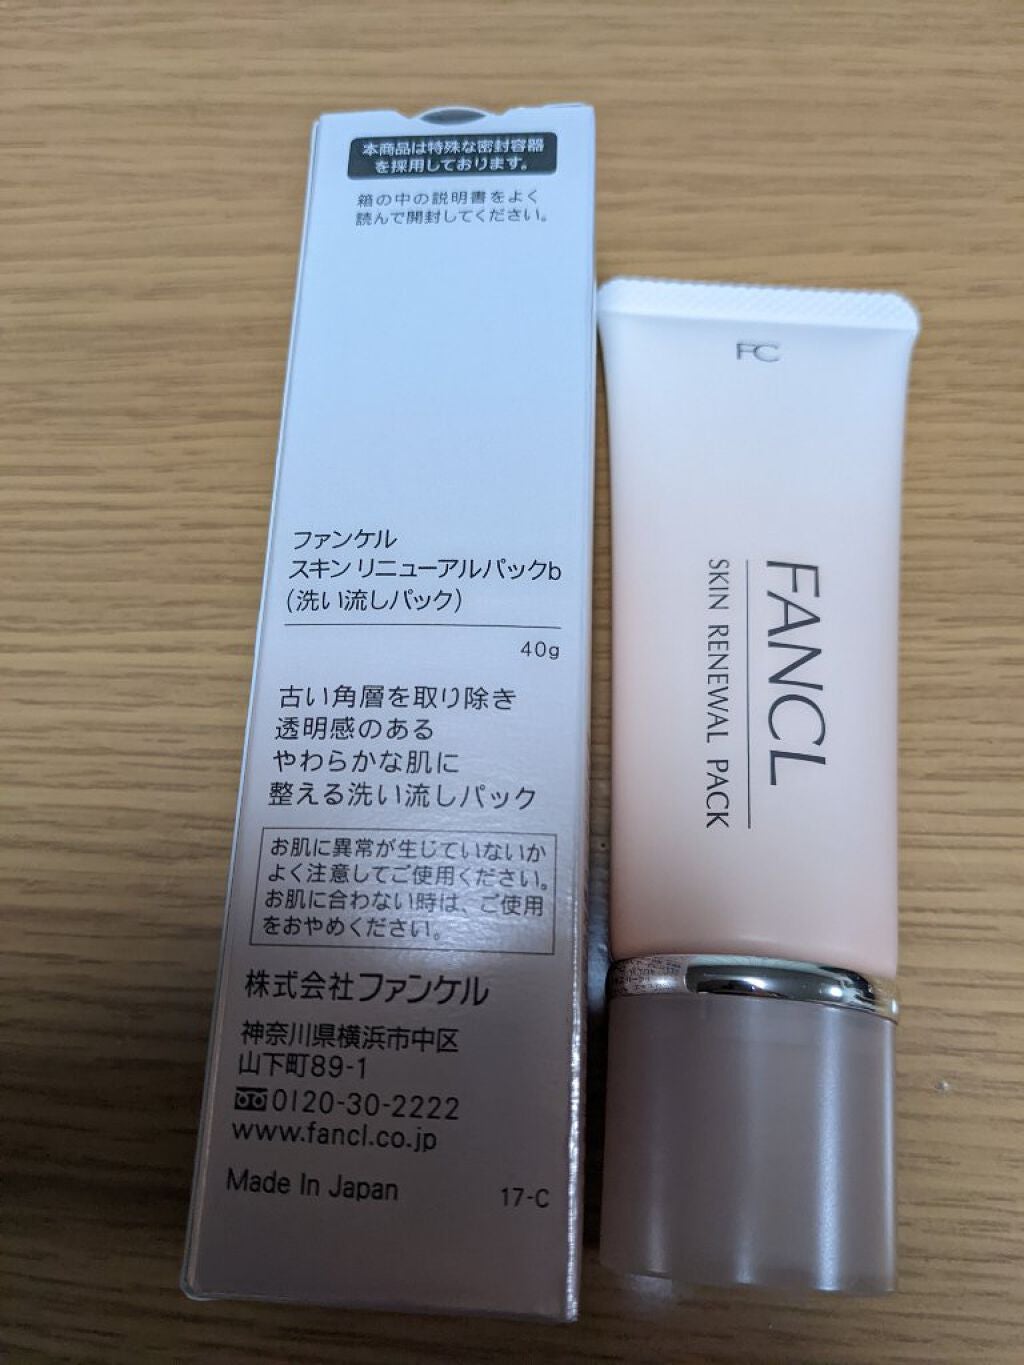 本商品は特殊な密封容器
を採用しております。
箱の中の説明書をよく
読んで開封してください。
ファンケル
スキン リニューアルパックb
(洗い流しパック)
40g
古い角層を取り除き
透明感のある
やわらかな肌に
整える洗い流しパック
お肌に異常が生じていないか
よく注意してご使用ください。
お肌に合わない時は、ご使用
をおやめください。
株式会社ファンケル
神奈川県横浜市中区
山下町89-1
0120-30-2222
www.fancl.co.jp
Made In Japan
17-C
FC
FANCL
SKIN RENEWAL PACK